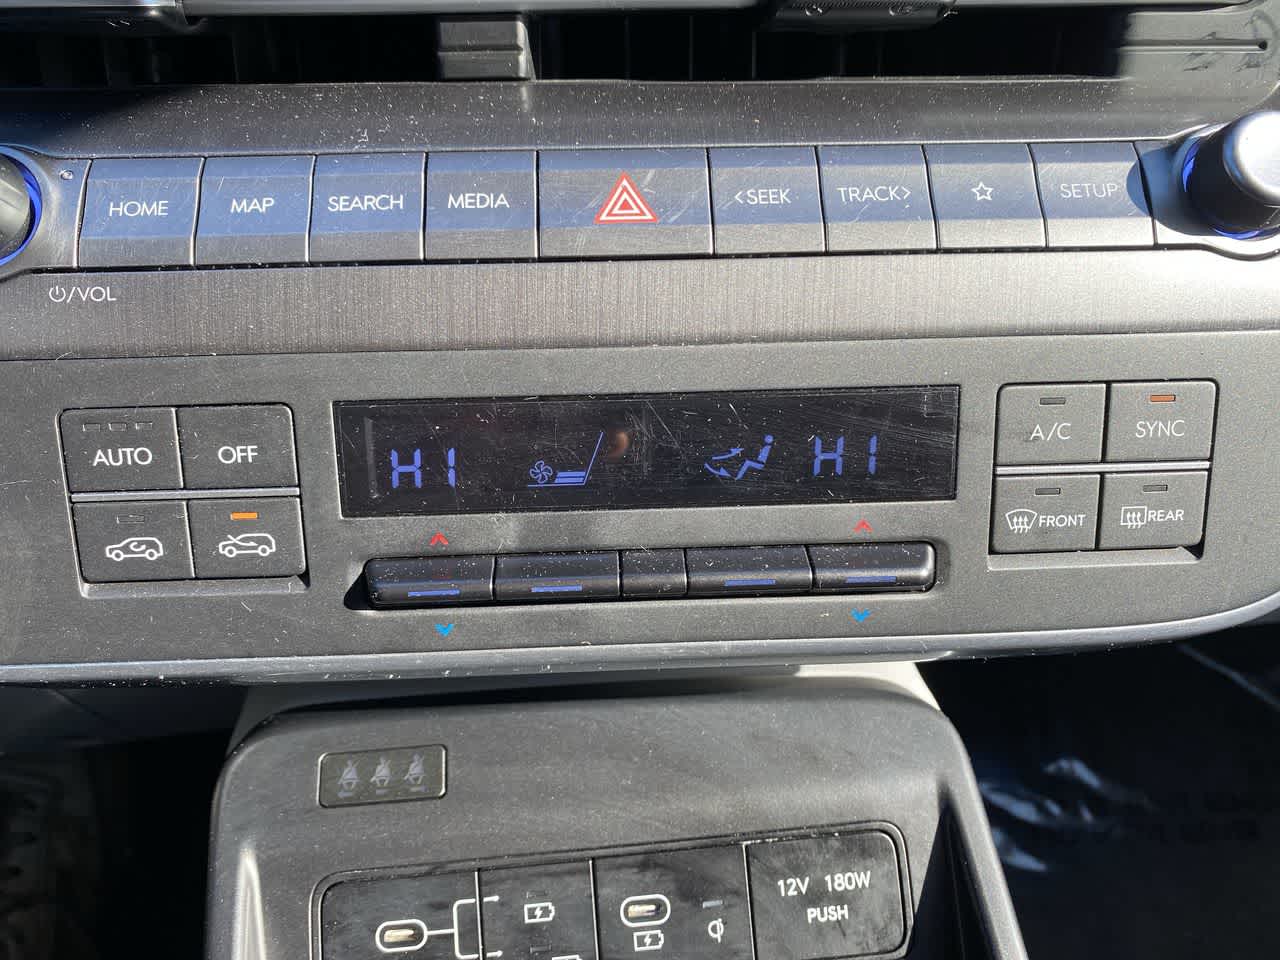 HOME MAP SEARCH MEDIA <SEEK TRACK> SETUP
/VOL
AUTO OFF HI HI A/C SYNC
FRONT REAR
12V 180W
PUSH